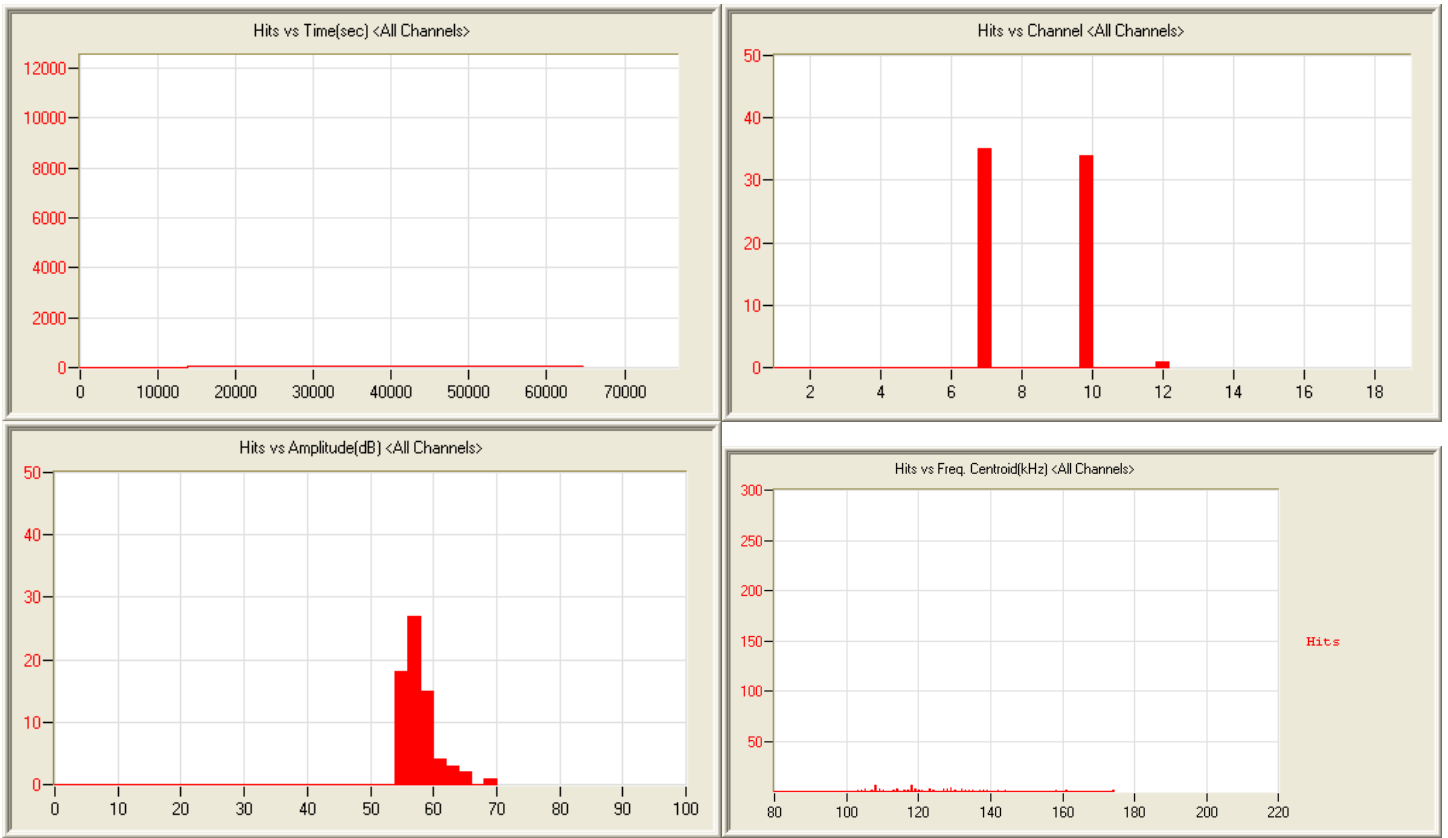 Hits vs Time(sec) <All Channels>
12000
10000
8000
6000
4000
2000
0
0 10000 20000 30000 40000 50000 60000 70000
Hits vs Channel <All Channels>
50
40
30
20
10
0
2 4 6 8 10 12 14 16 18
Hits vs Amplitude(dB) <All Channels>
50
40
30
20
10
0
0 10 20 30 40 50 60 70 80 90 100
Hits vs Freq. Centroid(kHz) <All Channels>
300
250
200
150
100
50
80 100 120 140 160 180 200 220
Hits